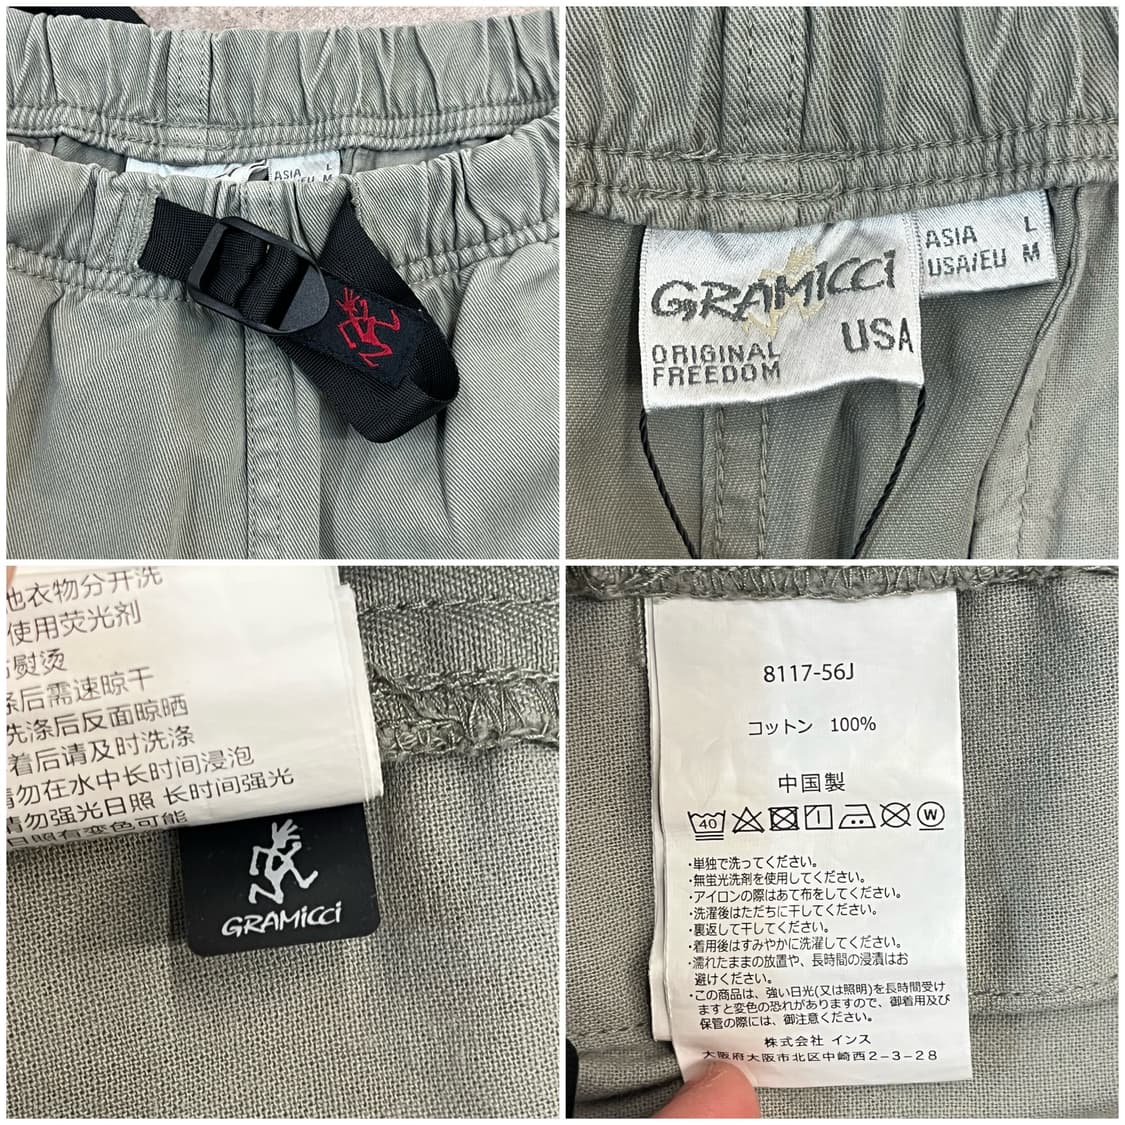 ASIA L
USA/EU M
GRAMICCI
ORIGINAL
FREEDOM
USA
ASIA L
USA/EU M
他衣物分开洗
使用荧光剂
熨烫
涤后需速晾干
洗涤后反面晾晒
着后请及时洗涤
请勿在水中长时间浸泡
请勿强光日照 长时间强光
日照着变色可能
GRAMICCI
8117-56J
コットン 100%
中国製
40
W
・単独で洗ってください。
・無蛍光洗剤を使用してください。
・アイロンの際はあて布をしてください。
・洗濯後はただちに干してください。
・裏返して干してください。
・着用後はすみやかに洗濯してください。
・濡れたままの放置や、長時間の浸漬はお
避けください。
・この商品は、強い日光(又は照明)を長時間受け
ますと変色の恐れがありますので、御着用及び
保管の際には、御注意ください。
株式会社 インス
大阪府大阪市北区中崎西2-3-28